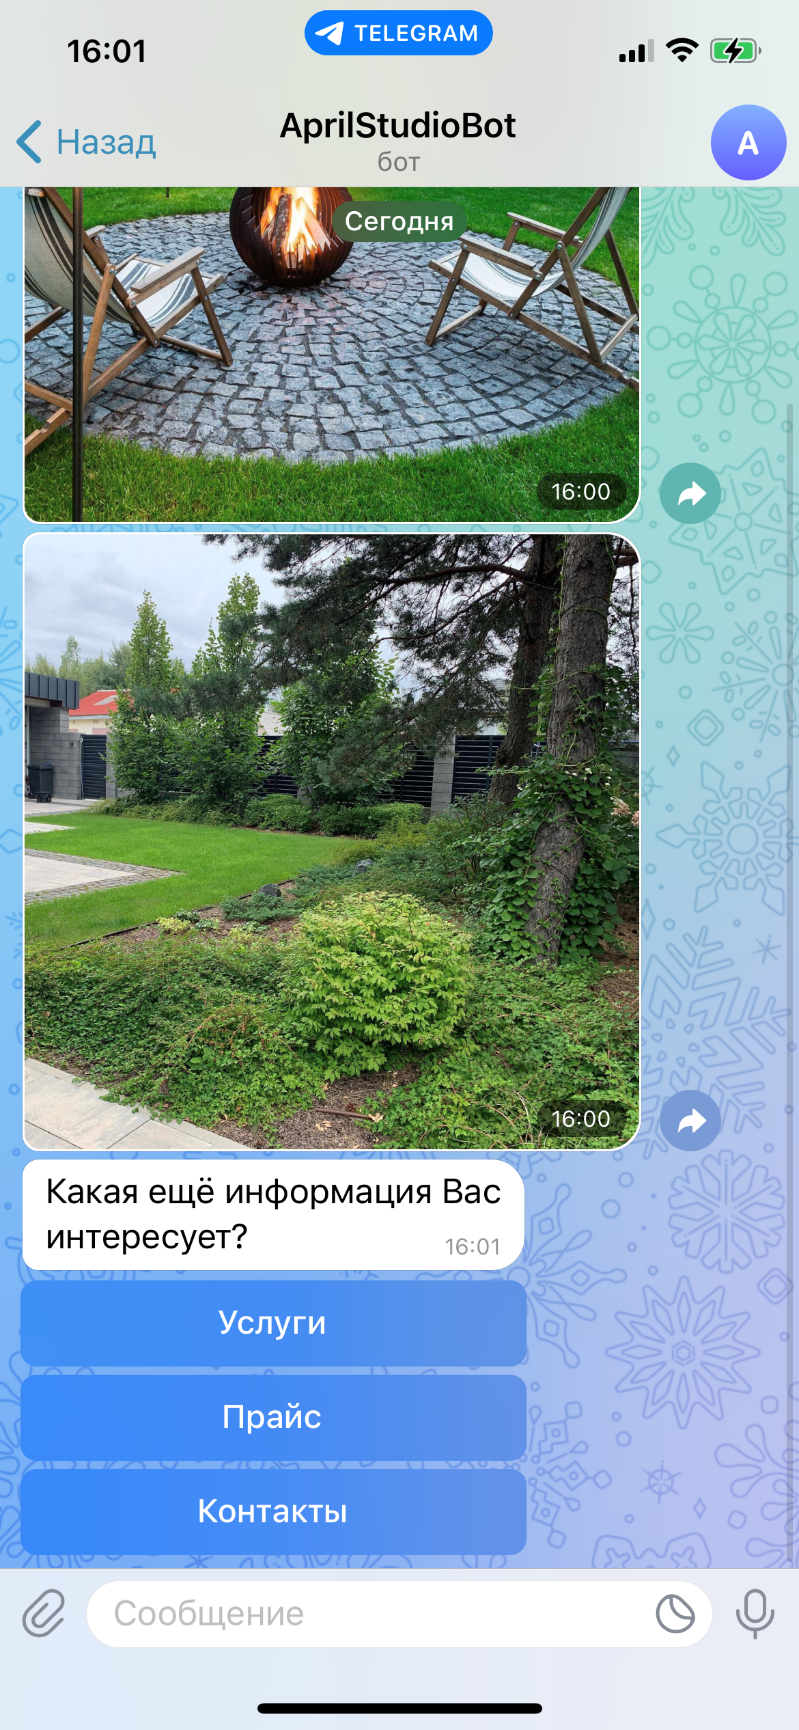 16:01
TELEGRAM
Назад
AprilStudioBot
бот
A
Сегодня
16:00
16:00
Какая ещё информация Вас
интересует?
16:01
Услуги
Прайс
Контакты
Сообщение